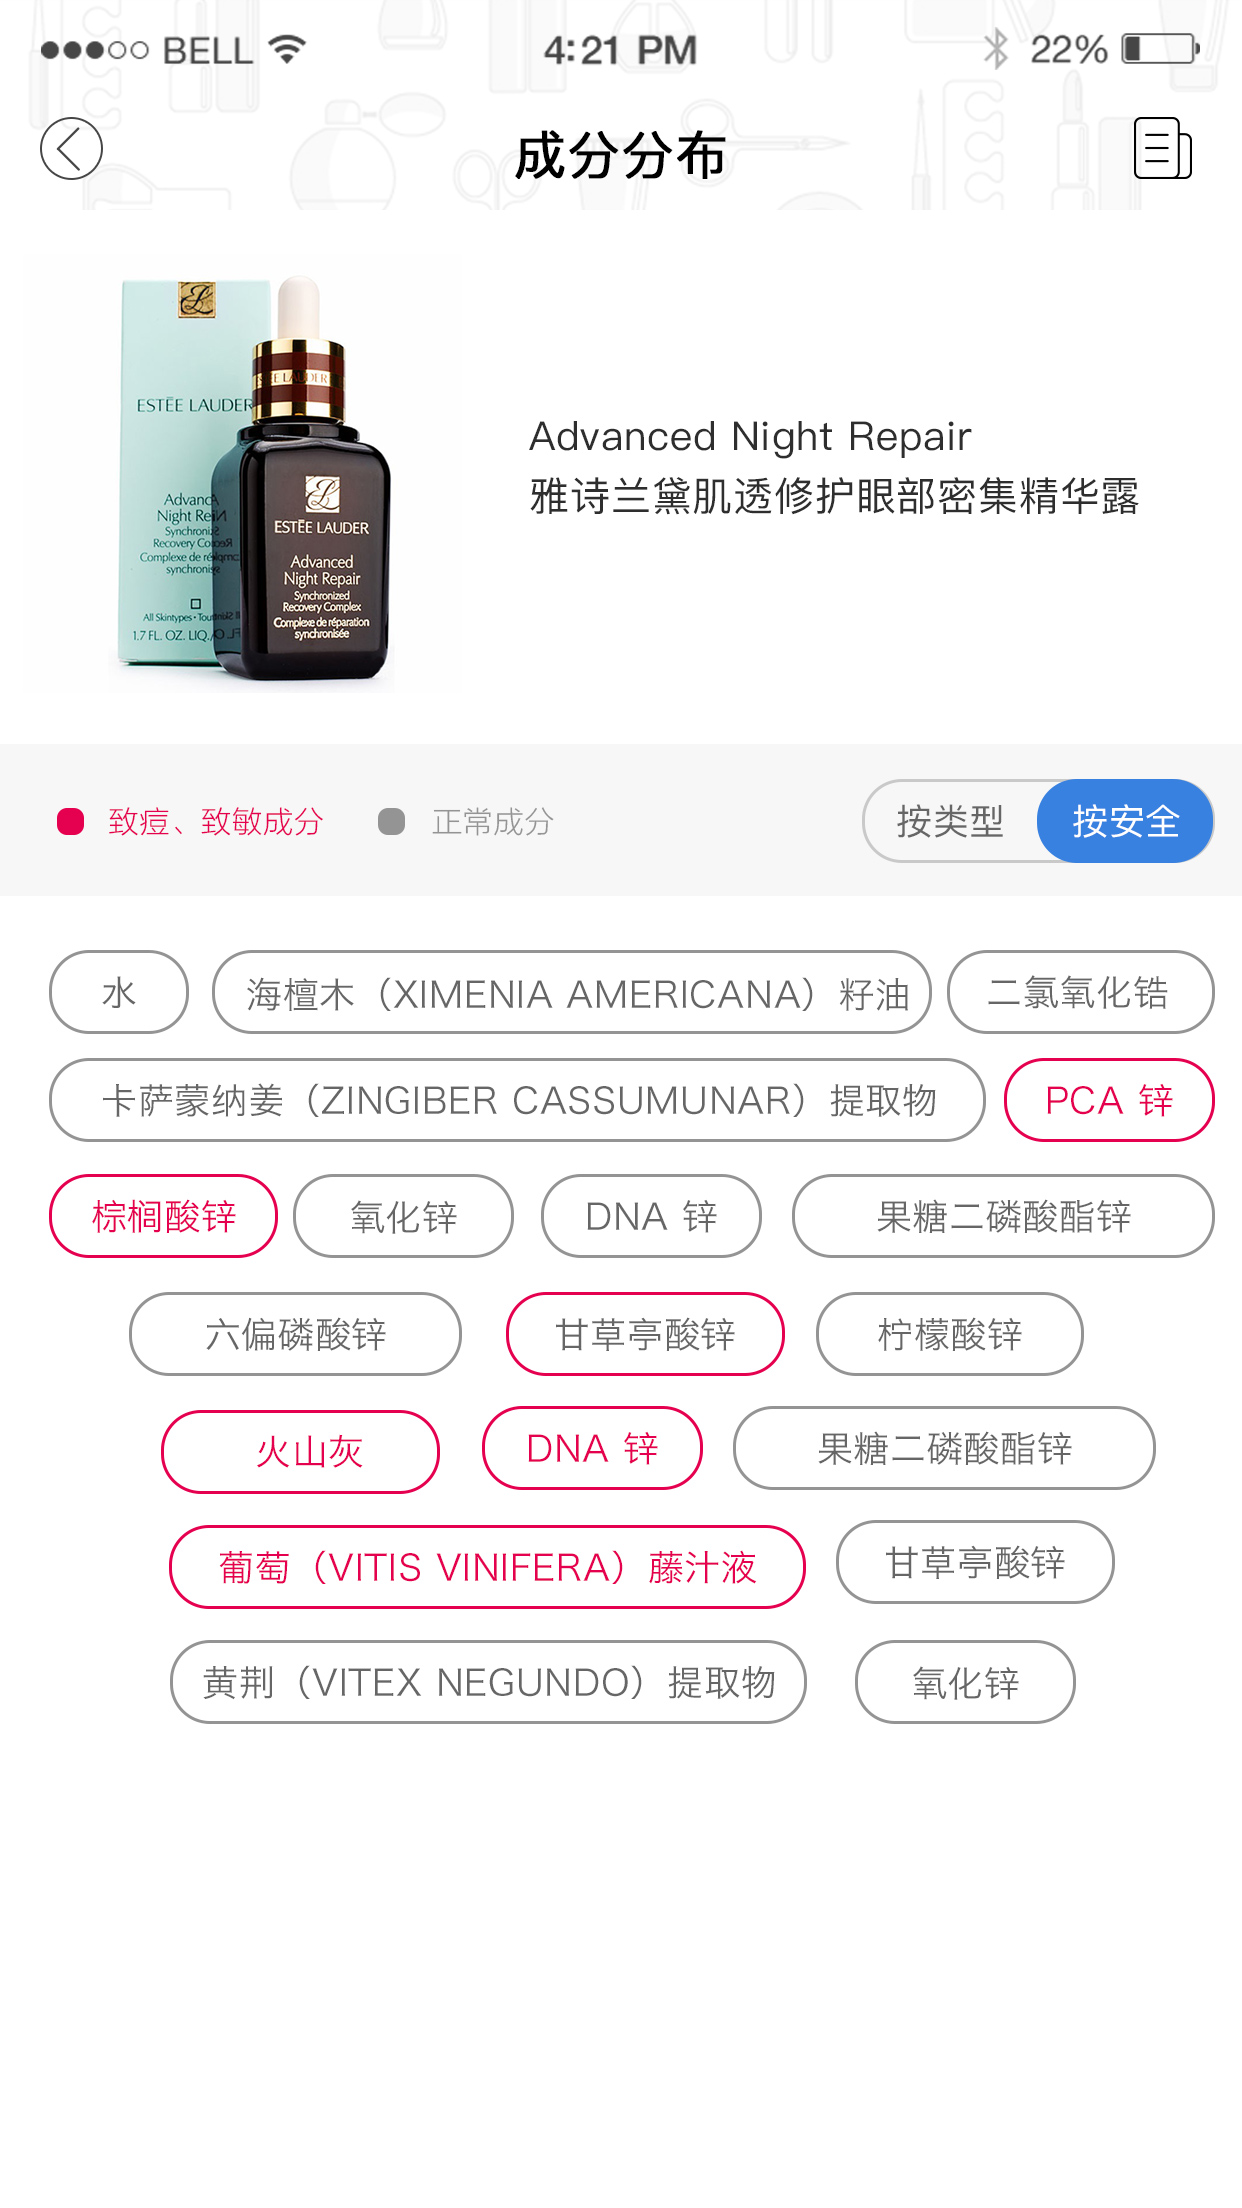 BELL 4:21 PM 22%
成分分布
ESTĒE LAUDER
Night
Synchroni
Recovery
Complexe de
synchronis
All Skintypes
1.7 FL. OZ. LIQ./
ESTĒE LAUDER
Advanced
Night Repair
Synchronized
Recovery Complex
Complexe de réparation
synchronisée
Advanced Night Repair
雅诗兰黛肌透修护眼部密集精华露
致痘、致敏成分 正常成分 按类型 按安全
水 海檀木（XIMENIA AMERICANA）籽油 二氯氧化锆
卡萨蒙纳姜（ZINGIBER CASSUMUNAR）提取物 PCA 锌
棕榈酸锌 氧化锌 DNA 锌 果糖二磷酸酯锌
六偏磷酸锌 甘草亭酸锌 柠檬酸锌
火山灰 DNA 锌 果糖二磷酸酯锌
葡萄（VITIS VINIFERA）藤汁液 甘草亭酸锌
黄荆（VITEX NEGUNDO）提取物 氧化锌